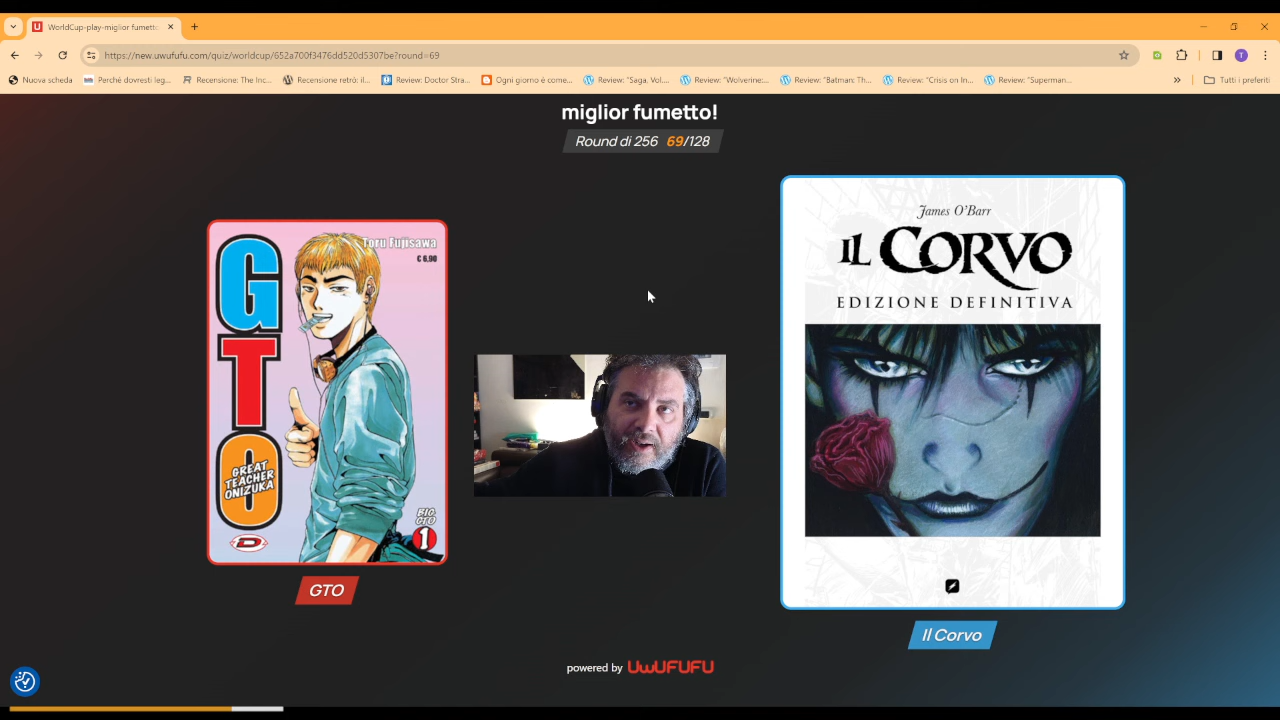 WorldCup-play-miglior fumetto
https://new.uwufufu.com/quiz/worldcup/652a700f3476dd520d5307be?round=69
T
Nuova scheda
Perché dovresti leg...
Recensione: The Inc...
Recensione retrò: il...
Review: Doctor Stra...
Ogni giorno è come...
Review: "Saga, Vol....
Review: "Wolverine:...
Review: "Batman: Th...
Review: "Crisis on In...
Review: "Superman...
»
Tutti i preferiti
miglior fumetto!
Round di 256 69/128
Toru Fujisawa
€ 6,90
GTO
GREAT
TEACHER
ONIZUKA
BIG
GTO
1
D
GTO
James O'Barr
IL CORVO
EDIZIONE DEFINITIVA
Il Corvo
powered by UwUFUFU